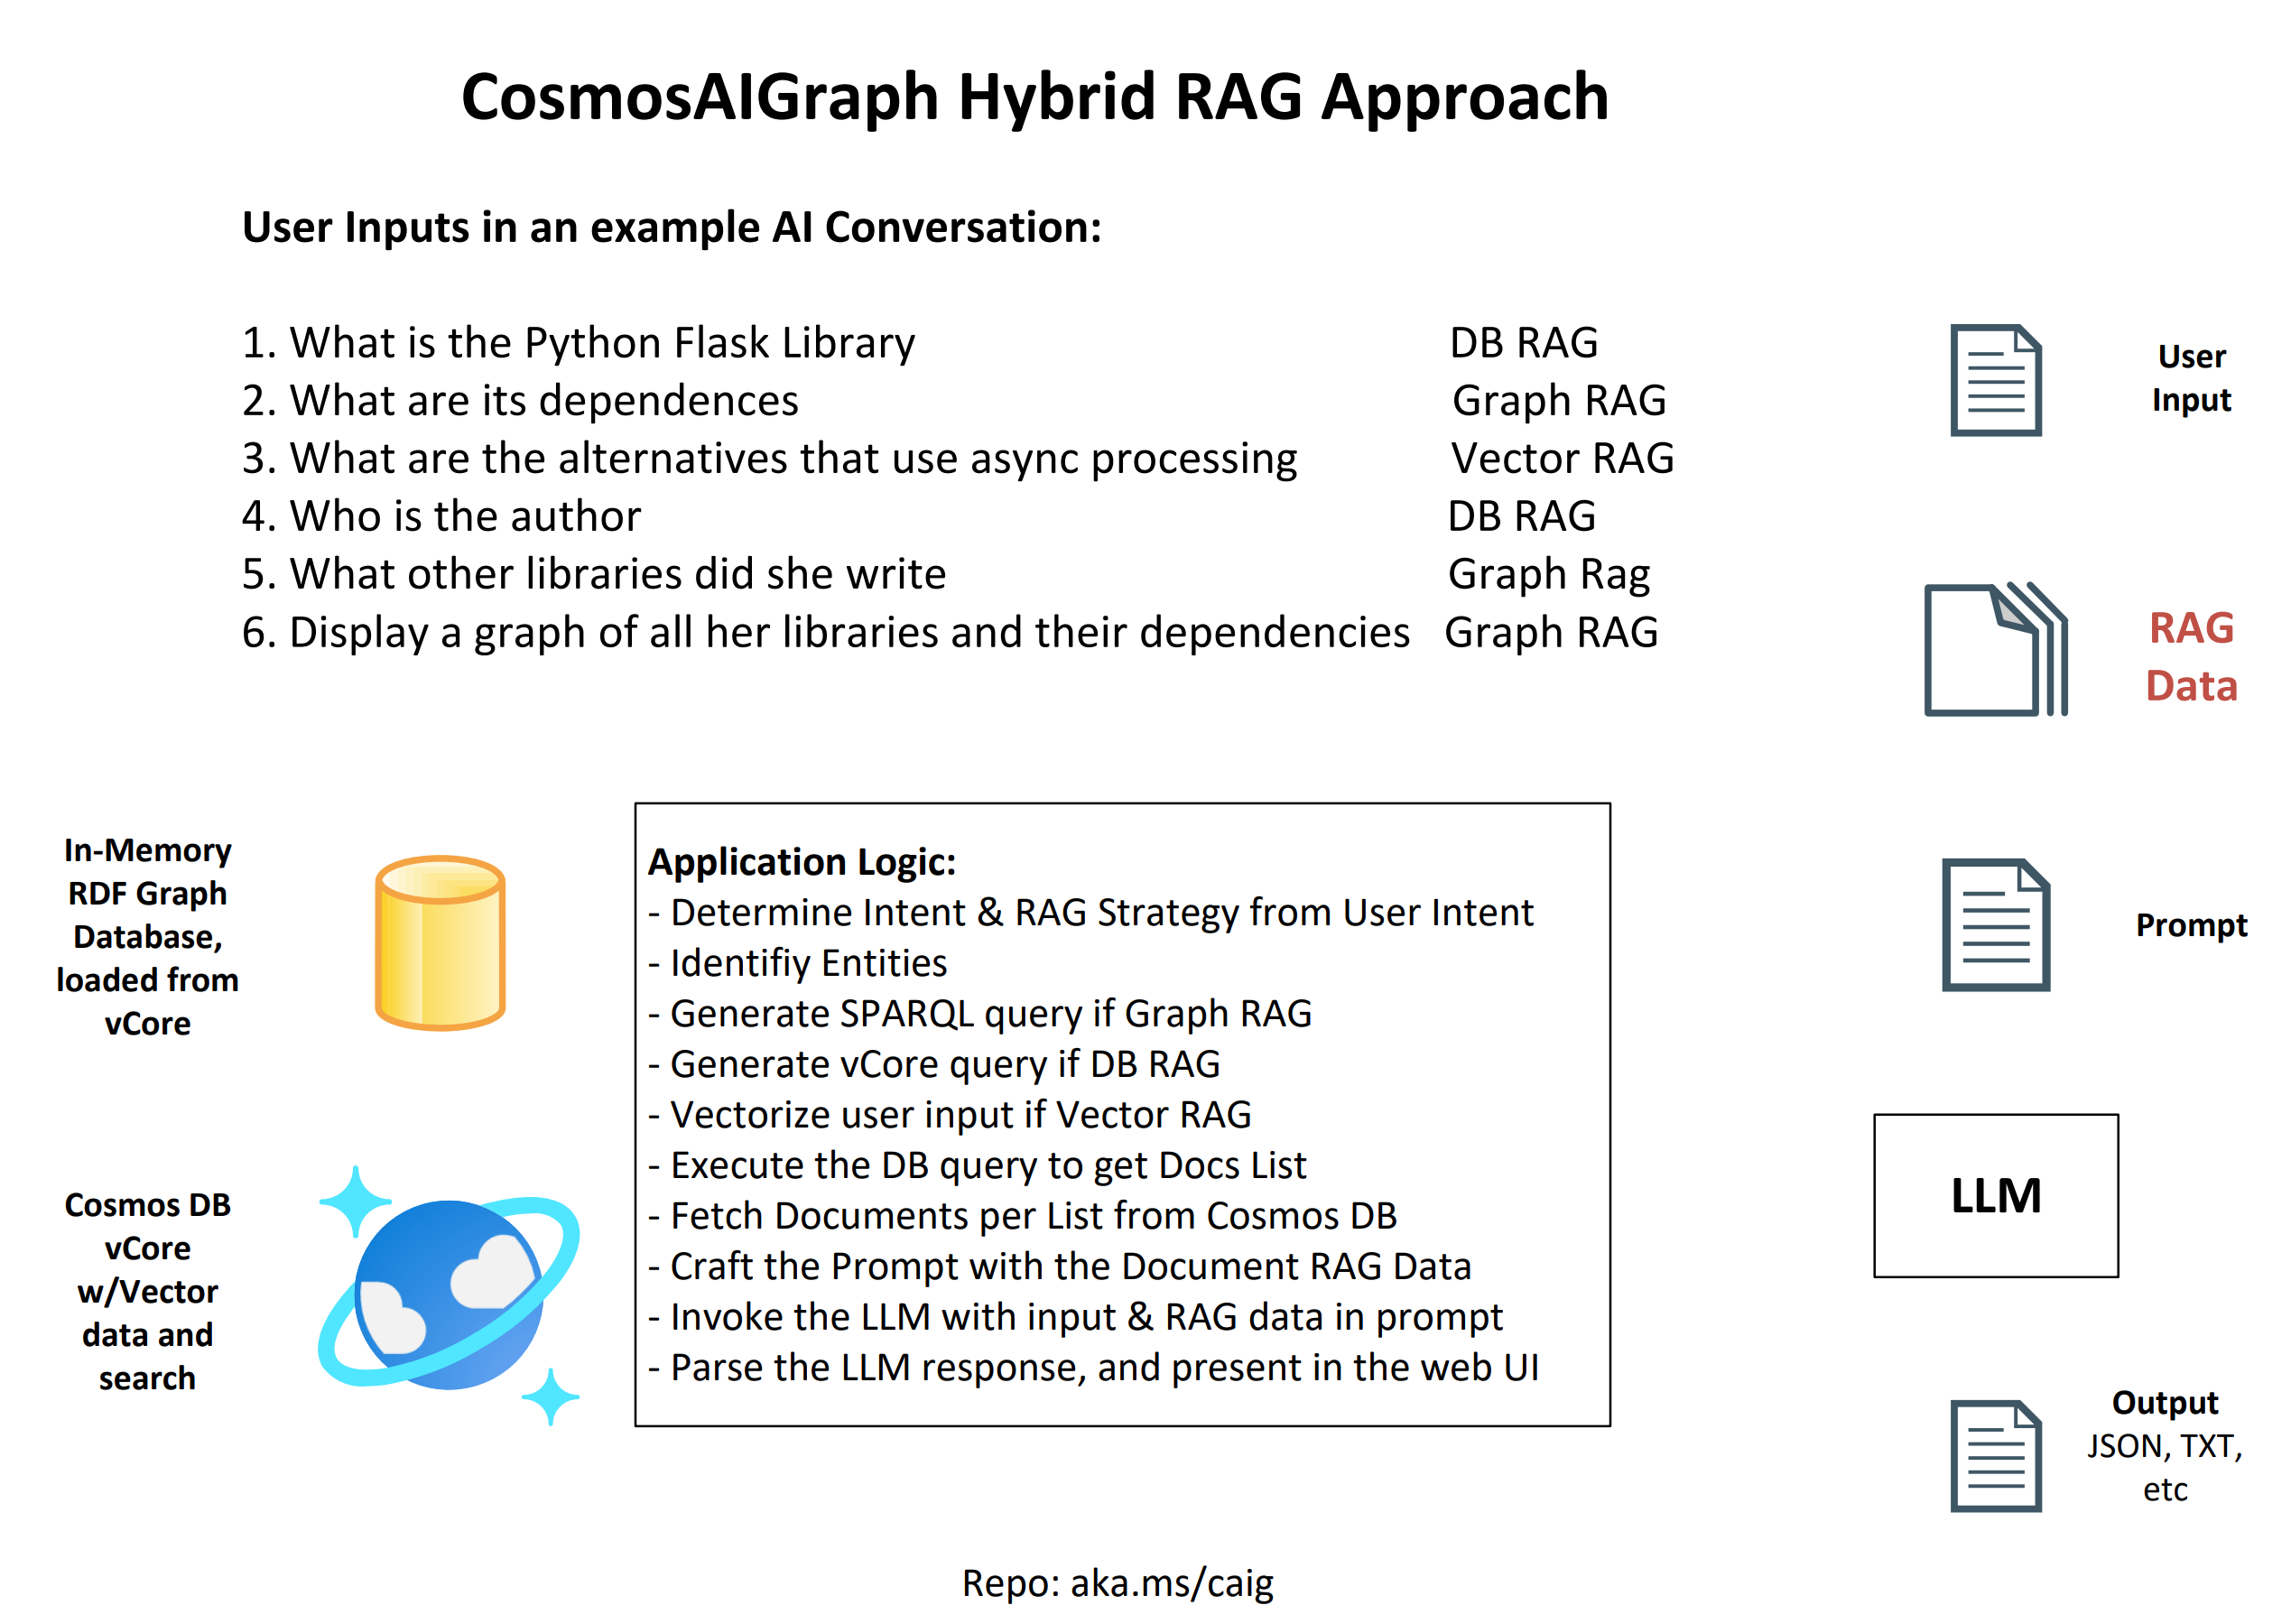 CosmosAIGraph Hybrid RAG Approach
User Inputs in an example AI Conversation:
1. What is the Python Flask Library DB RAG
2. What are its dependences Graph RAG
3. What are the alternatives that use async processing Vector RAG
4. Who is the author DB RAG
5. What other libraries did she write Graph Rag
6. Display a graph of all her libraries and their dependencies Graph RAG
User
Input
RAG
Data
In-Memory
RDF Graph
Database,
loaded from
vCore
Cosmos DB
vCore
w/Vector
data and
search
Application Logic:
- Determine Intent & RAG Strategy from User Intent
- Identifiy Entities
- Generate SPARQL query if Graph RAG
- Generate vCore query if DB RAG
- Vectorize user input if Vector RAG
- Execute the DB query to get Docs List
- Fetch Documents per List from Cosmos DB
- Craft the Prompt with the Document RAG Data
- Invoke the LLM with input & RAG data in prompt
- Parse the LLM response, and present in the web UI
Prompt
LLM
Output
JSON, TXT,
etc
Repo: aka.ms/caig